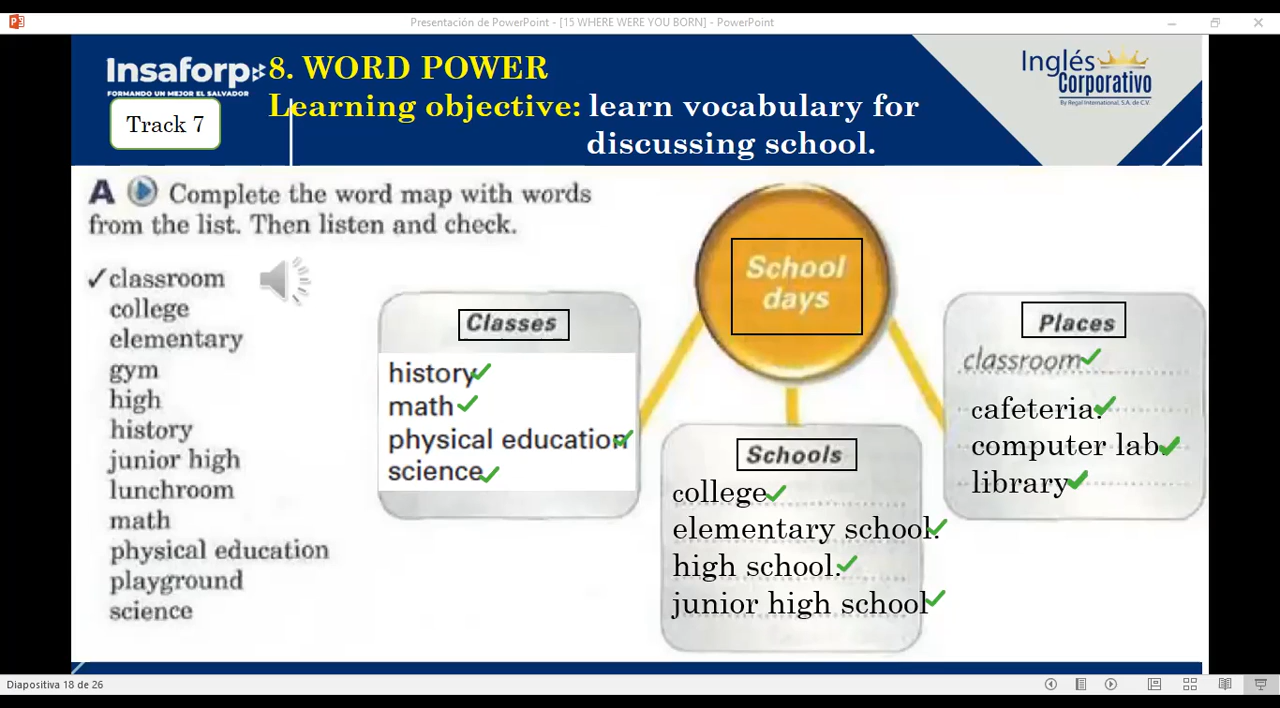 Presentación de PowerPoint - [15 WHERE WERE YOU BORN] - PowerPoint
Insaforp
FORMANDO UN MEJOR EL SALVADOR
8. WORD POWER
Learning objective: learn vocabulary for
discussing school.
Track 7
Inglés
Corporativo
By Regal International, S.A. de C.V.
A Complete the word map with words
from the list. Then listen and check.
✓classroom
college
elementary
gym
high
history
junior high
lunchroom
math
physical education
playground
science
School
days
Classes
history
math
physical education
science
Schools
college
elementary school.
high school.
junior high school
Places
classroom
cafeteria.
computer lab.
library
Diapositiva 18 de 26